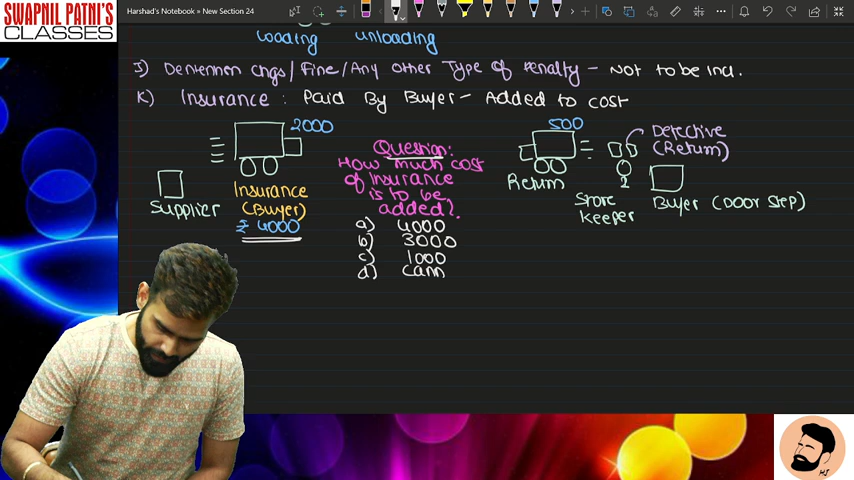 SWAPNIL PATNI'S
CLASSES
Harshad's Notebook » New Section 24
Loading unloading
J) Demurrage chgs / Fine / Any other Type of Penalty - Not to be incl.
K) Insurance : Paid By Buyer - Added to cost
2000
Supplier
Insurance
(Buyer)
₹ 4000
Question:
How much cost
of insurance
is to be
added?
a) 4000
b) 3000
c) 1000
d) Cann
500
Return
Defective
(Return)
Store
Keeper
Buyer (Door Step)